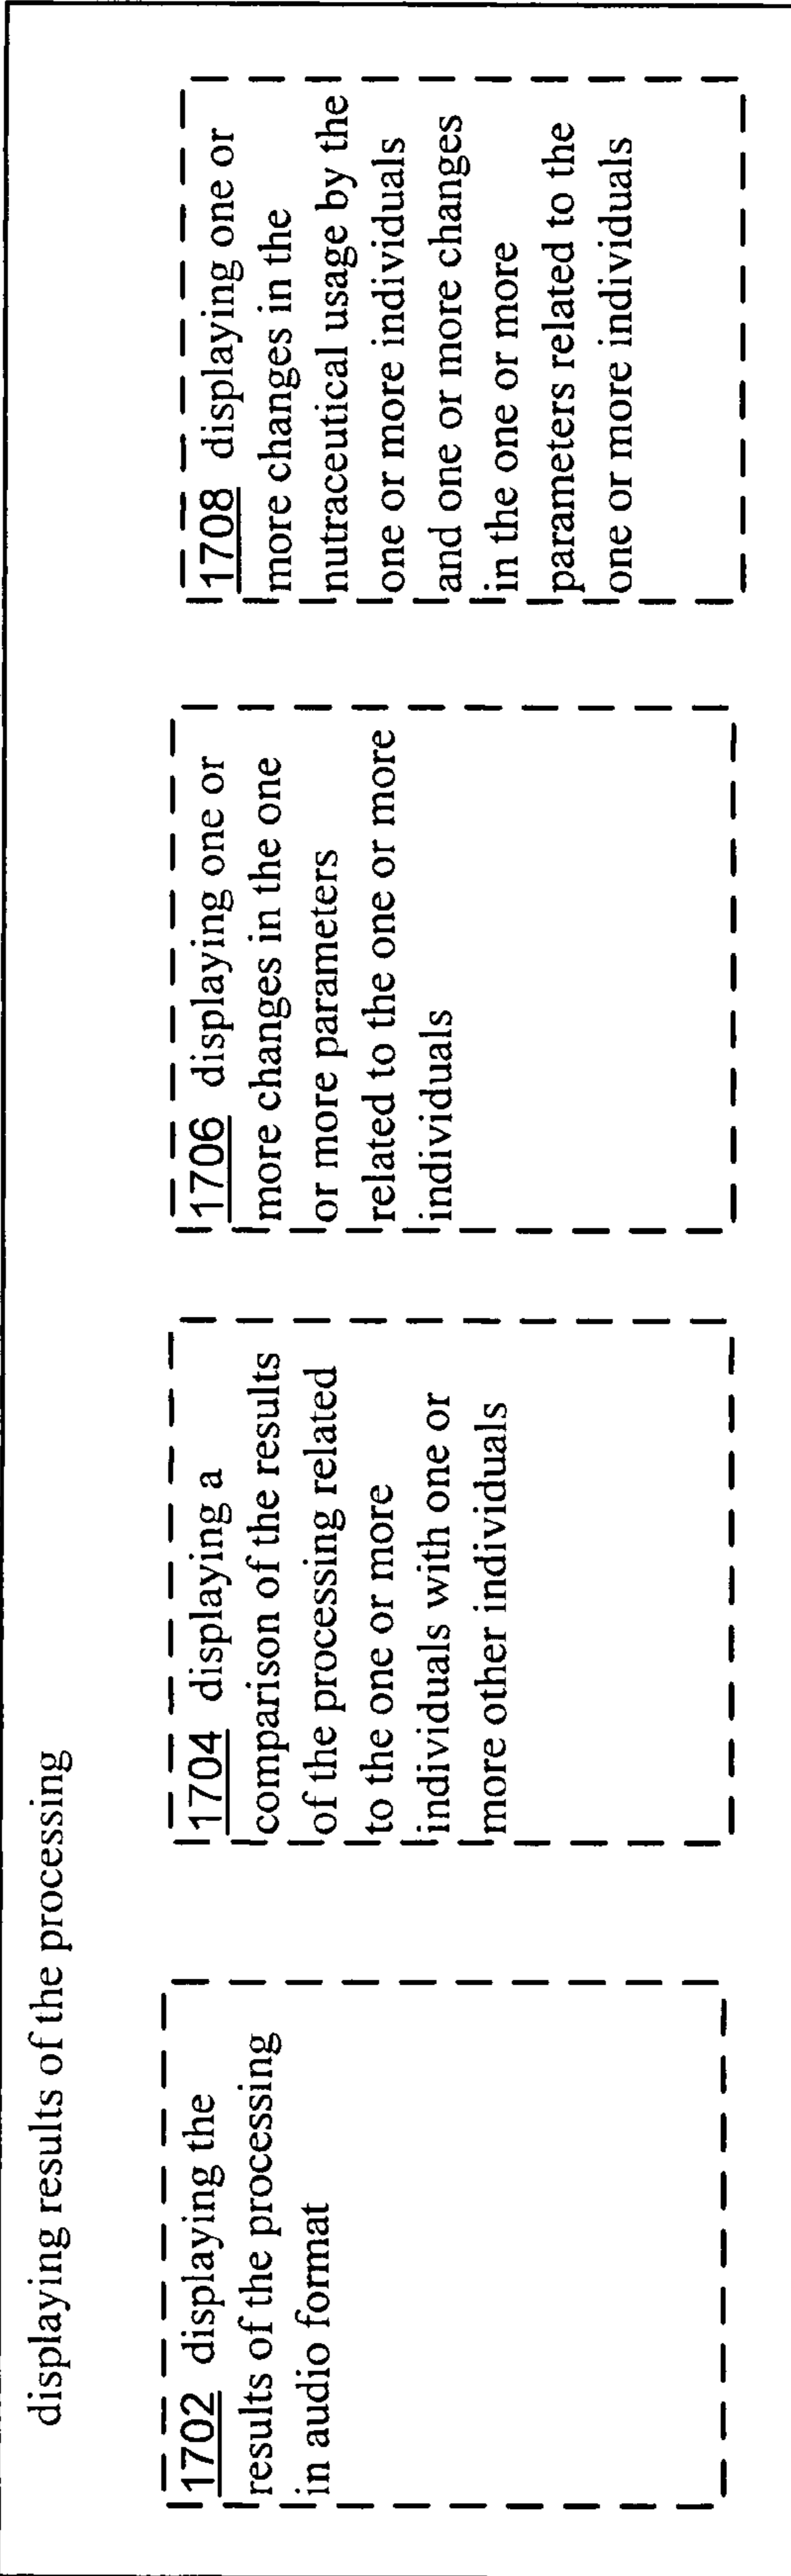 displaying results of the processing
1702 displaying the
results of the processing
in audio format
1704 displaying a
comparison of the results
of the processing related
to the one or more
individuals with one or
more other individuals
1706 displaying one or
more changes in the one
or more parameters
related to the one or more
individuals
1708 displaying one or
more changes in the
nutraceutical usage by the
one or more individuals
and one or more changes
in the one or more
parameters related to the
one or more individuals